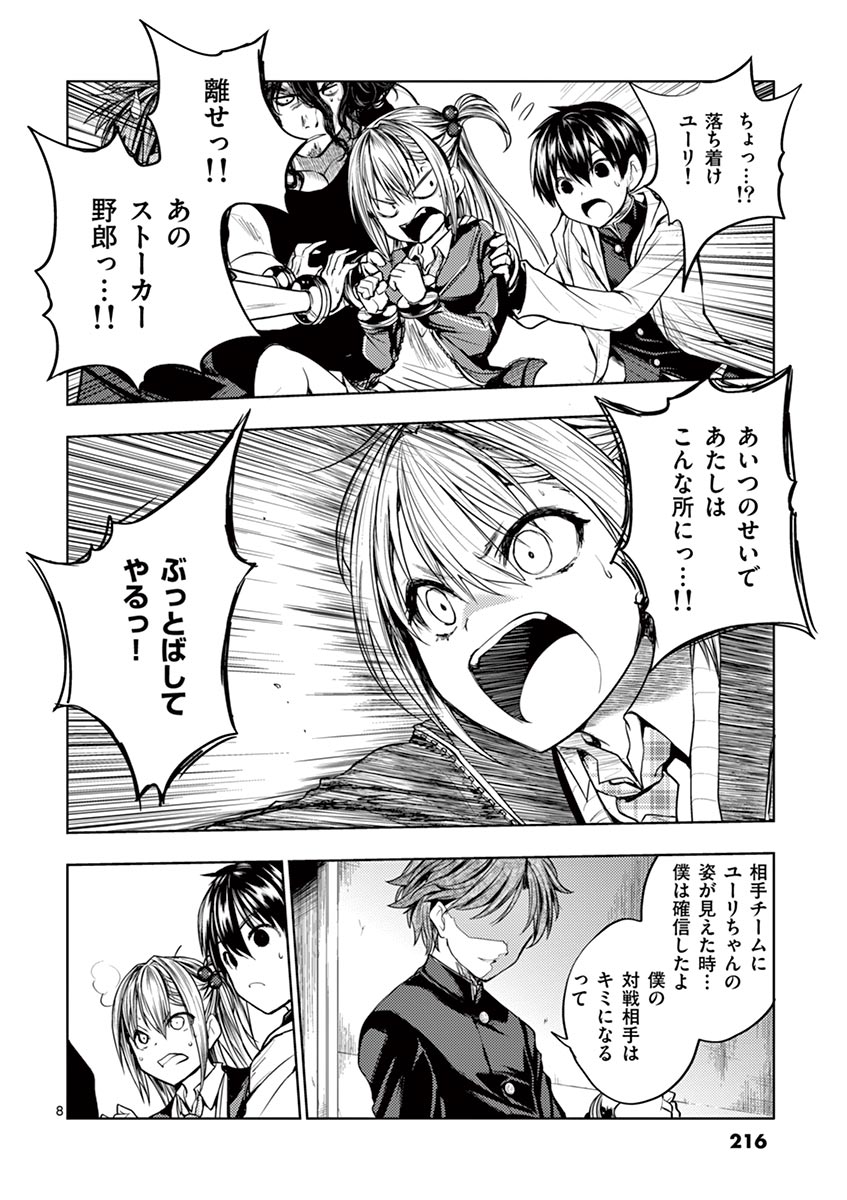 ちょっ…!?
落ち着け
ユーリ！
離せっ!!
あの
ストーカー
野郎っ…!!
あいつのせいで
あたしは
こんな所にっ…!!
ぶっとばして
やるっ！
相手チームに
ユーリちゃんの
姿が見えた時…
僕は確信したよ
僕の
対戦相手は
キミになる
って
8
216